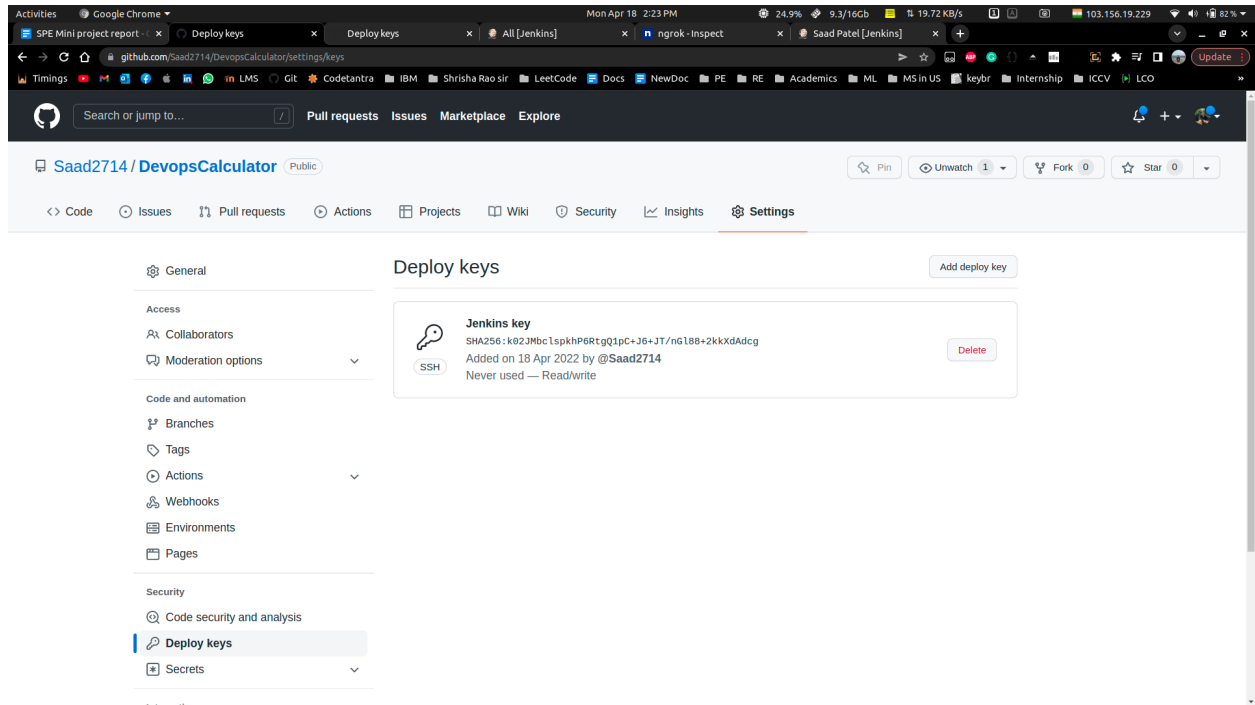 Activities Google Chrome Mon Apr 18 2:23 PM 24.9% 9.3/16Gb 19.72 KB/s 1 A 103.156.19.229 82 %
SPE Mini project report - Deploy keys Deploy keys All [Jenkins] ngrok - Inspect Saad Patel [Jenkins]
github.com/Saad2714/DevopsCalculator/settings/keys Update
Timings LMS Git Codetantra IBM Shrisha Rao sir LeetCode Docs NewDoc PE RE Academics ML MS in US keybr Internship ICCV LCO »
Search or jump to... / Pull requests Issues Marketplace Explore
Saad2714 / DevopsCalculator Public Pin Unwatch 1 Fork 0 Star 0
Code Issues Pull requests Actions Projects Wiki Security Insights Settings
General
Deploy keys
Add deploy key
Access
Collaborators
Moderation options
Code and automation
Branches
Tags
Actions
Webhooks
Environments
Pages
Security
Code security and analysis
Deploy keys
Secrets
SSH
Jenkins key
SHA256:k02JMbclspkhP6RtgQ1pC+J6+JT/nGl88+2kkXdAdcg
Added on 18 Apr 2022 by @Saad2714
Never used — Read/write
Delete